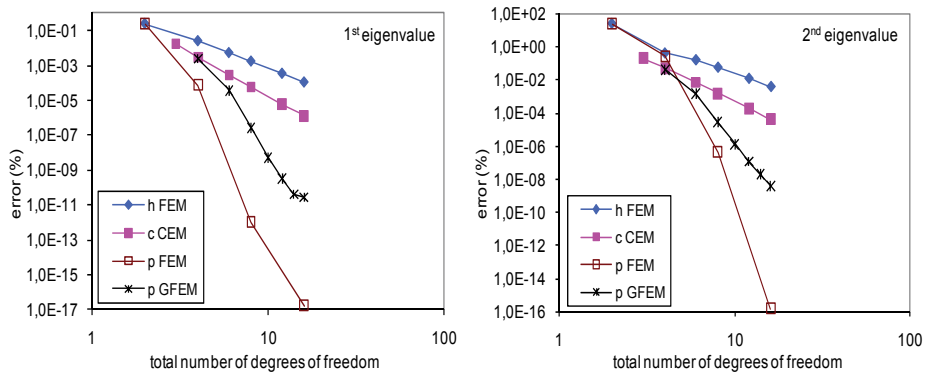 1st eigenvalue
error (%)
1,0E-01
1,0E-03
1,0E-05
1,0E-07
1,0E-09
1,0E-11
1,0E-13
1,0E-15
1,0E-17
h FEM
c CEM
p FEM
p GFEM
1
10
100
total number of degrees of freedom
2nd eigenvalue
error (%)
1,0E+02
1,0E+00
1,0E-02
1,0E-04
1,0E-06
1,0E-08
1,0E-10
1,0E-12
1,0E-14
1,0E-16
h FEM
c CEM
p FEM
p GFEM
1
10
100
total number of degrees of freedom